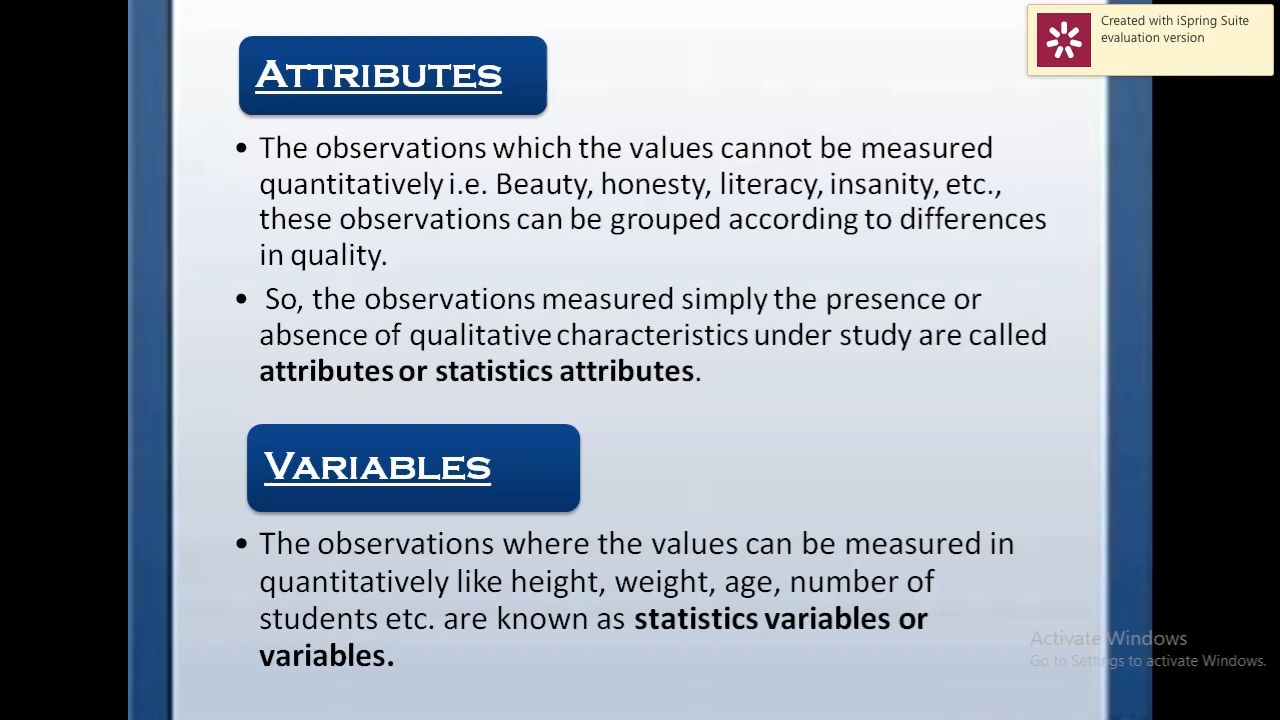 Created with iSpring Suite
evaluation version
ATTRIBUTES
• The observations which the values cannot be measured
quantitatively i.e. Beauty, honesty, literacy, insanity, etc.,
these observations can be grouped according to differences
in quality.
• So, the observations measured simply the presence or
absence of qualitative characteristics under study are called
attributes or statistics attributes.
VARIABLES
• The observations where the values can be measured in
quantitatively like height, weight, age, number of
students etc. are known as statistics variables or
variables.
Activate Windows
Go to Settings to activate Windows.